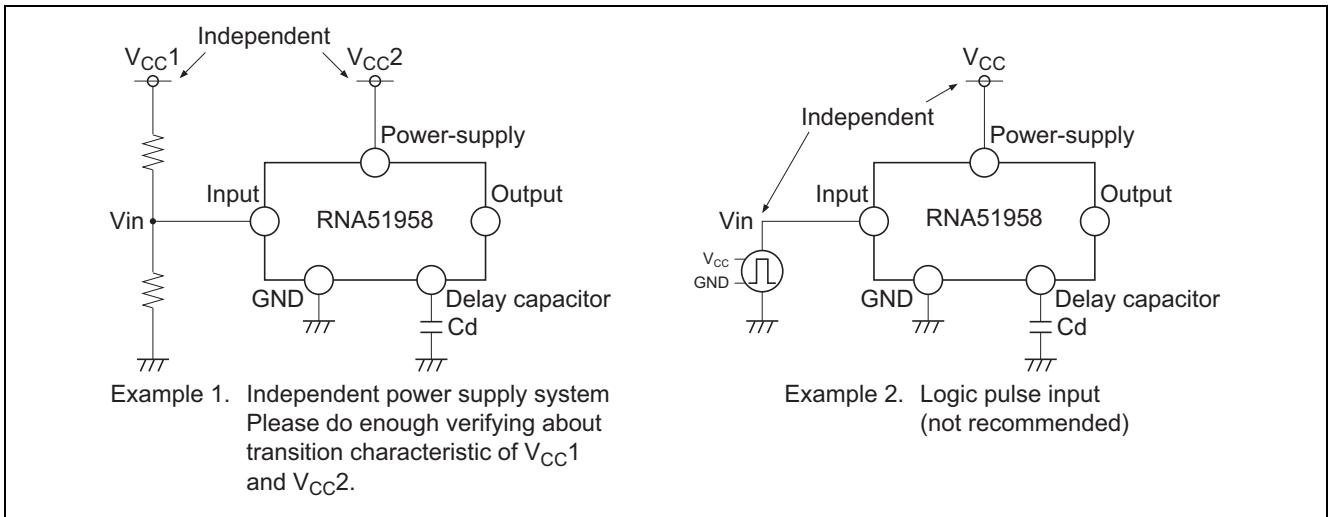 Independent
VCC1
VCC2
Power-supply
Input
Output
Vin
RNA51958
GND
Delay capacitor
Cd
Example 1. Independent power supply system
Please do enough verifying about
transition characteristic of VCC1
and VCC2.
VCC
Independent
Power-supply
Input
Output
Vin
RNA51958
VCC
GND
GND
Delay capacitor
Cd
Example 2. Logic pulse input
(not recommended)